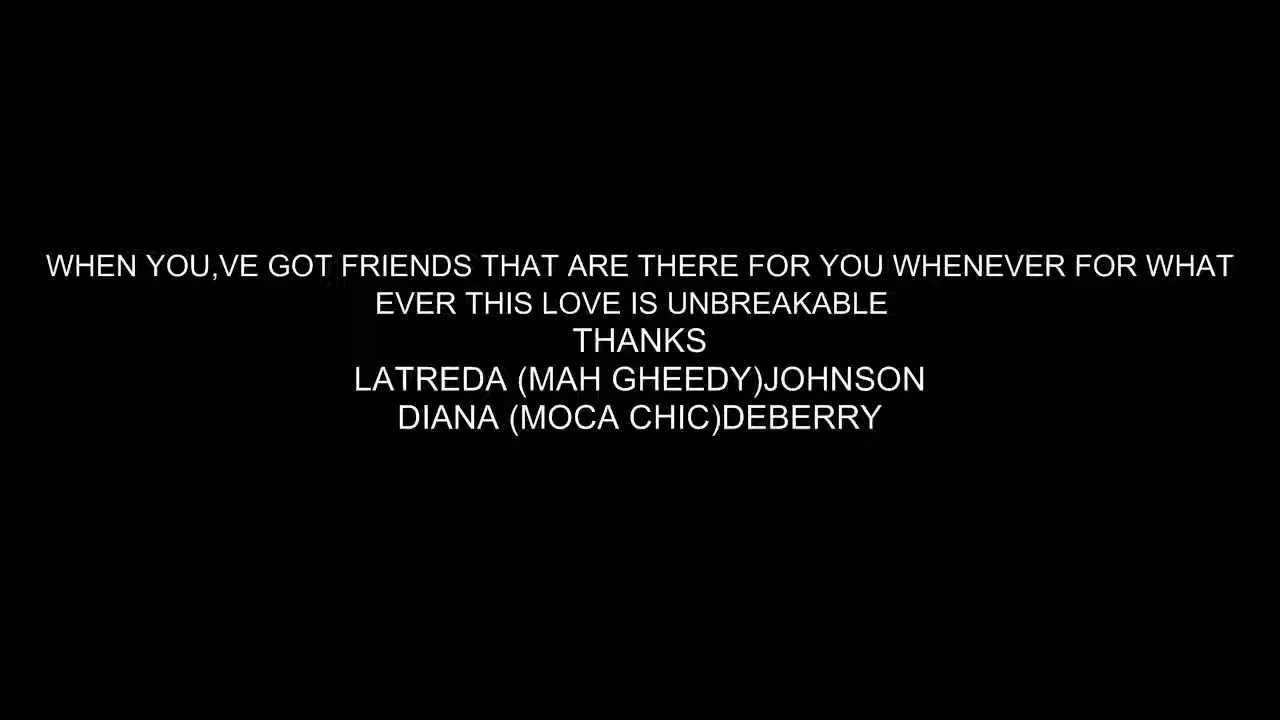 WHEN YOU,VE GOT FRIENDS THAT ARE THERE FOR YOU WHENEVER FOR WHAT
EVER THIS LOVE IS UNBREAKABLE
THANKS
LATREDA (MAH GHEEDY)JOHNSON
DIANA (MOCA CHIC)DEBERRY